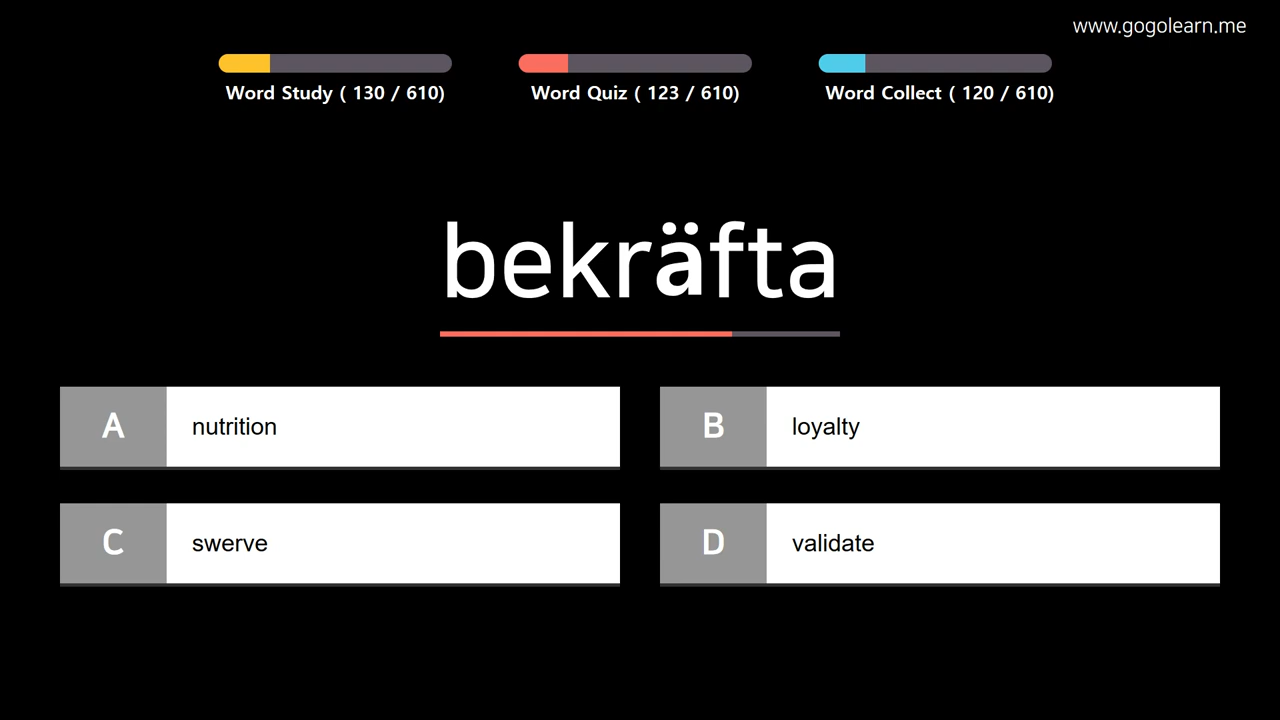 www.gogolearn.me
Word Study ( 130 / 610)
Word Quiz ( 123 / 610)
Word Collect ( 120 / 610)
bekräfta
A nutrition
B loyalty
C swerve
D validate